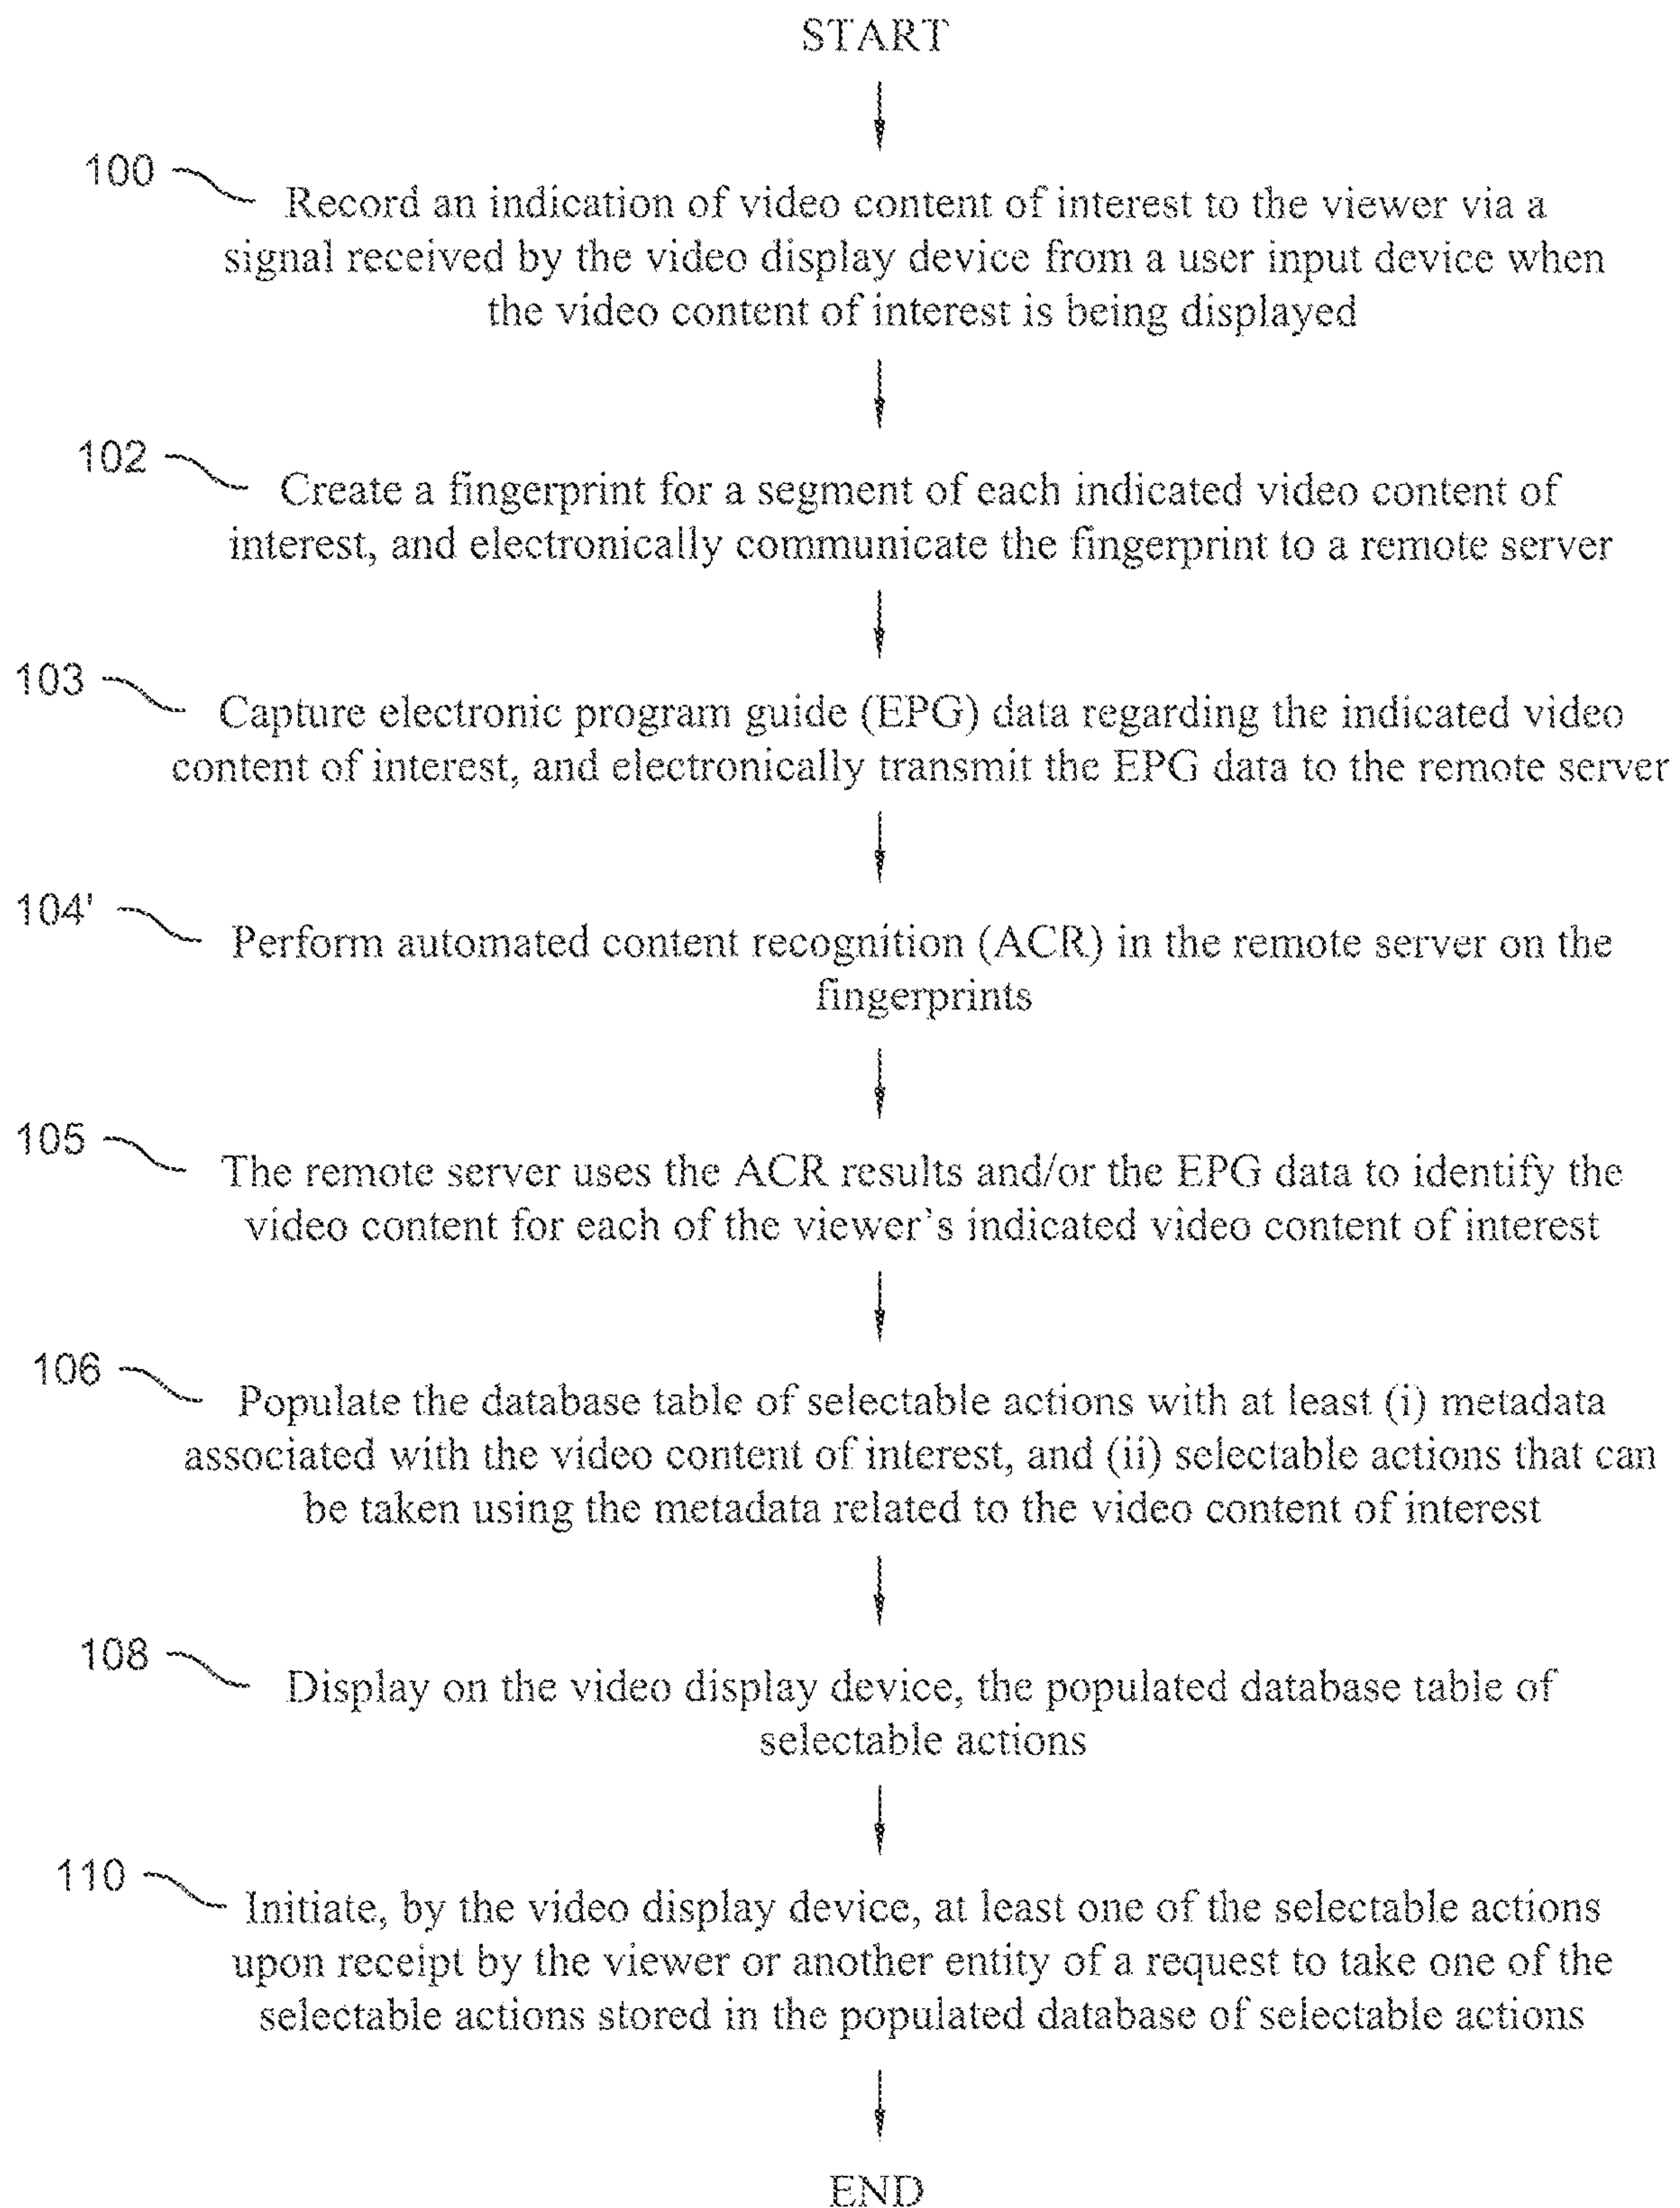 START
100
Record an indication of video content of interest to the viewer via a
signal received by the video display device from a user input device when
the video content of interest is being displayed
102
Create a fingerprint for a segment of each indicated video content of
interest, and electronically communicate the fingerprint to a remote server
103
Capture electronic program guide (EPG) data regarding the indicated video
content of interest, and electronically transmit the EPG data to the remote server
104'
Perform automated content recognition (ACR) in the remote server on the
fingerprints
105
The remote server uses the ACR results and/or the EPG data to identify the
video content for each of the viewer's indicated video content of interest
106
Populate the database table of selectable actions with at least (i) metadata
associated with the video content of interest, and (ii) selectable actions that can
be taken using the metadata related to the video content of interest
108
Display on the video display device, the populated database table of
selectable actions
110
Initiate, by the video display device, at least one of the selectable actions
upon receipt by the viewer or another entity of a request to take one of the
selectable actions stored in the populated database of selectable actions
END